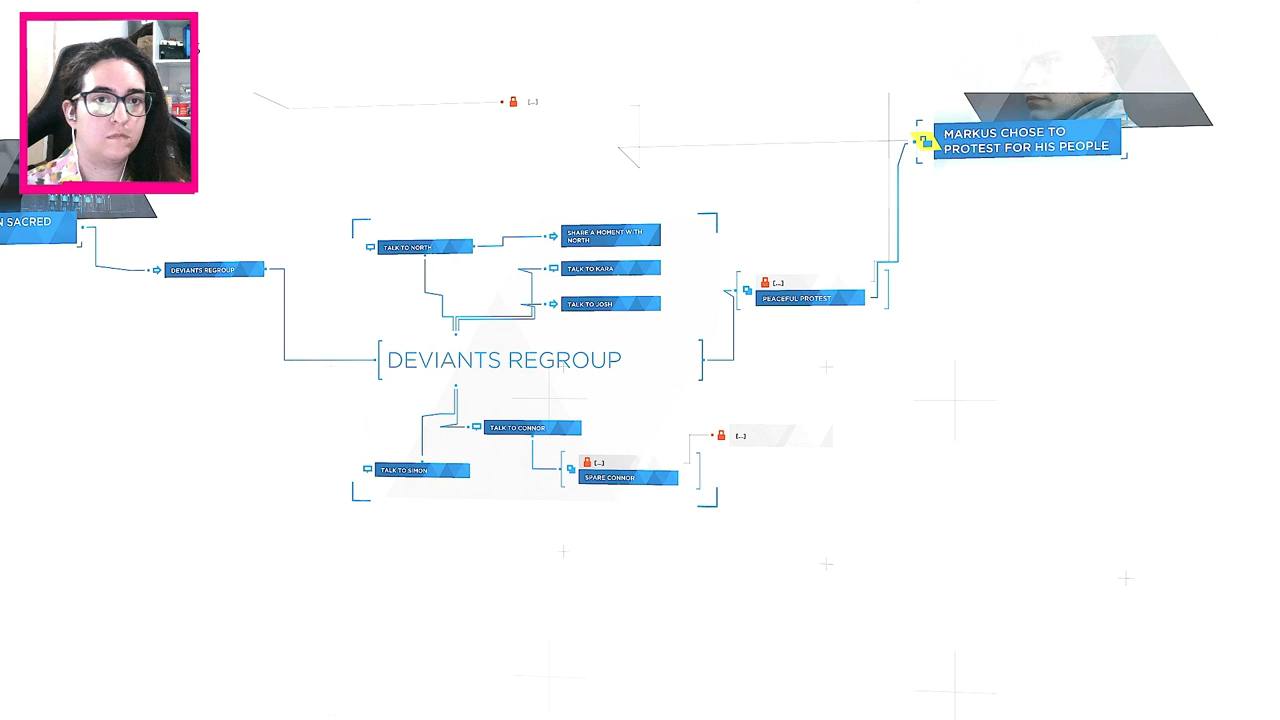 [...]
MARKUS CHOSE TO
PROTEST FOR HIS PEOPLE
N SACRED
DEVIANTS REGROUP
TALK TO NORTH
SHARE A MOMENT WITH
NORTH
TALK TO KARA
TALK TO JOSH
[...]
PEACEFUL PROTEST
DEVIANTS REGROUP
TALK TO CONNOR
[...]
[...]
TALK TO SIMON
SPARE CONNOR